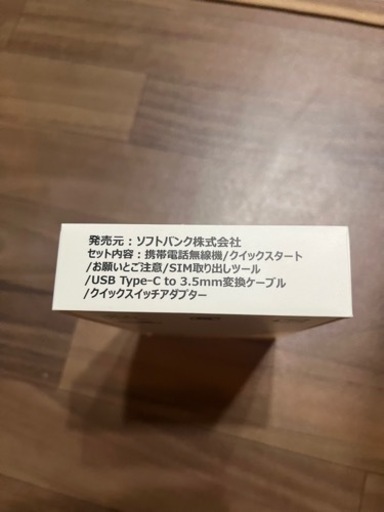 発売元：ソフトバンク株式会社
セット内容：携帯電話無線機/クイックスタート
/お願いとご注意/SIM取り出しツール
/USB Type-C to 3.5mm変換ケーブル
/クイックスイッチアダプター